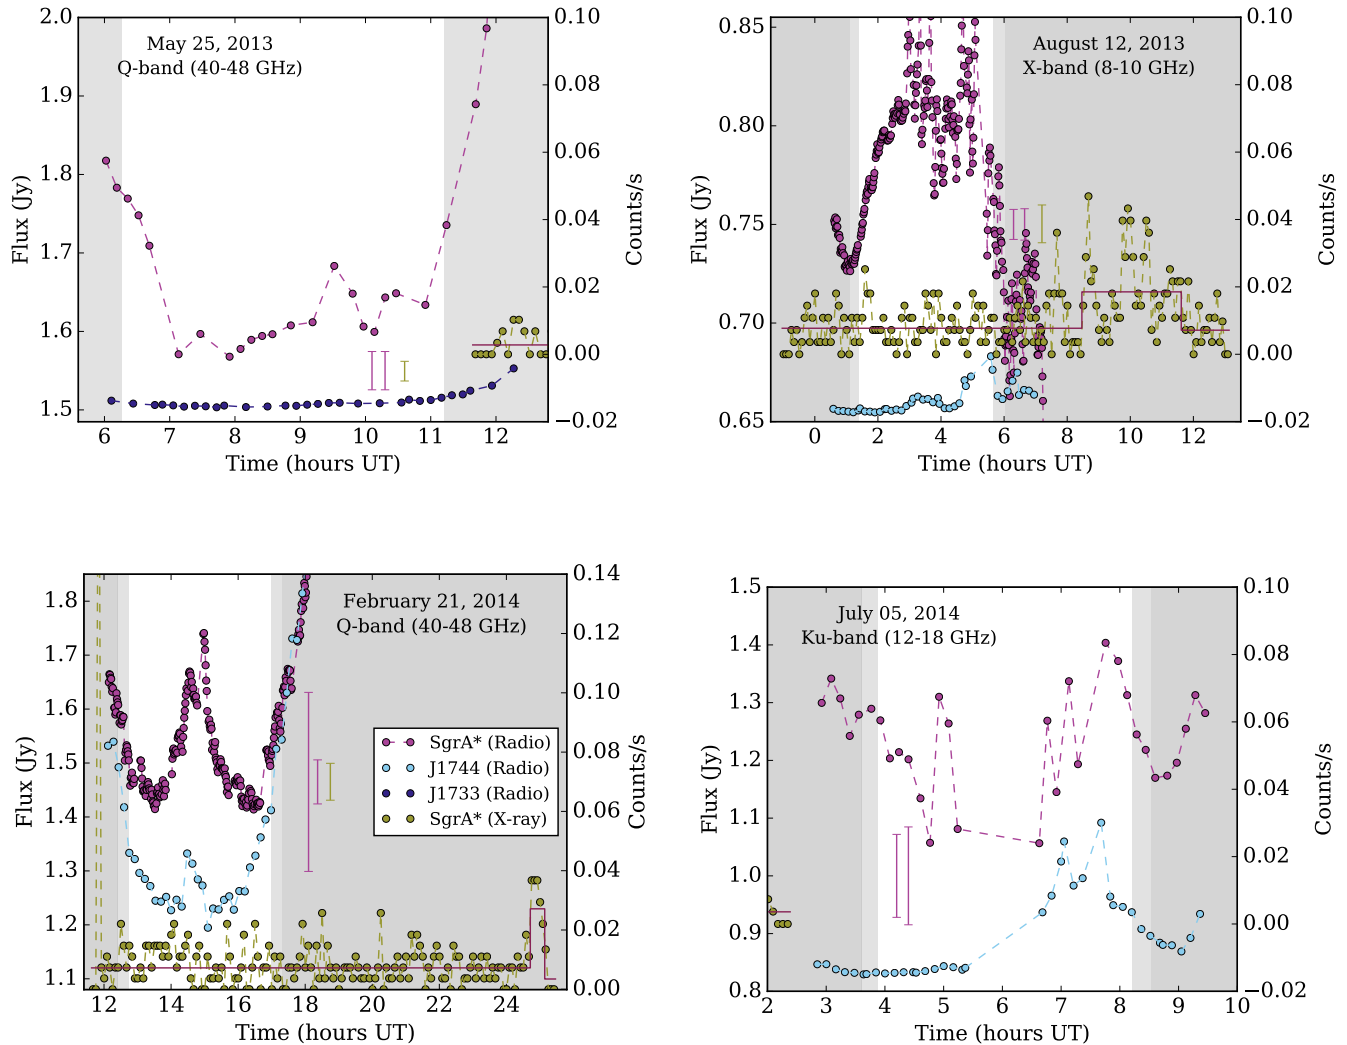 May 25, 2013
Q-band (40-48 GHz)
2.0
1.9
1.8
1.7
1.6
1.5
Flux (Jy)
0.10
0.08
0.06
0.04
0.02
0.00
−0.02
Counts/s
6 7 8 9 10 11 12
Time (hours UT)
August 12, 2013
X-band (8-10 GHz)
0.85
0.80
0.75
0.70
0.65
Flux (Jy)
0.10
0.08
0.06
0.04
0.02
0.00
−0.02
Counts/s
0 2 4 6 8 10 12
Time (hours UT)
February 21, 2014
Q-band (40-48 GHz)
1.8
1.7
1.6
1.5
1.4
1.3
1.2
1.1
Flux (Jy)
SgrA* (Radio)
J1744 (Radio)
J1733 (Radio)
SgrA* (X-ray)
0.14
0.12
0.10
0.08
0.06
0.04
0.02
0.00
Counts/s
12 14 16 18 20 22 24
Time (hours UT)
July 05, 2014
Ku-band (12-18 GHz)
1.5
1.4
1.3
1.2
1.1
1.0
0.9
0.8
Flux (Jy)
0.10
0.08
0.06
0.04
0.02
0.00
−0.02
Counts/s
2 3 4 5 6 7 8 9 10
Time (hours UT)